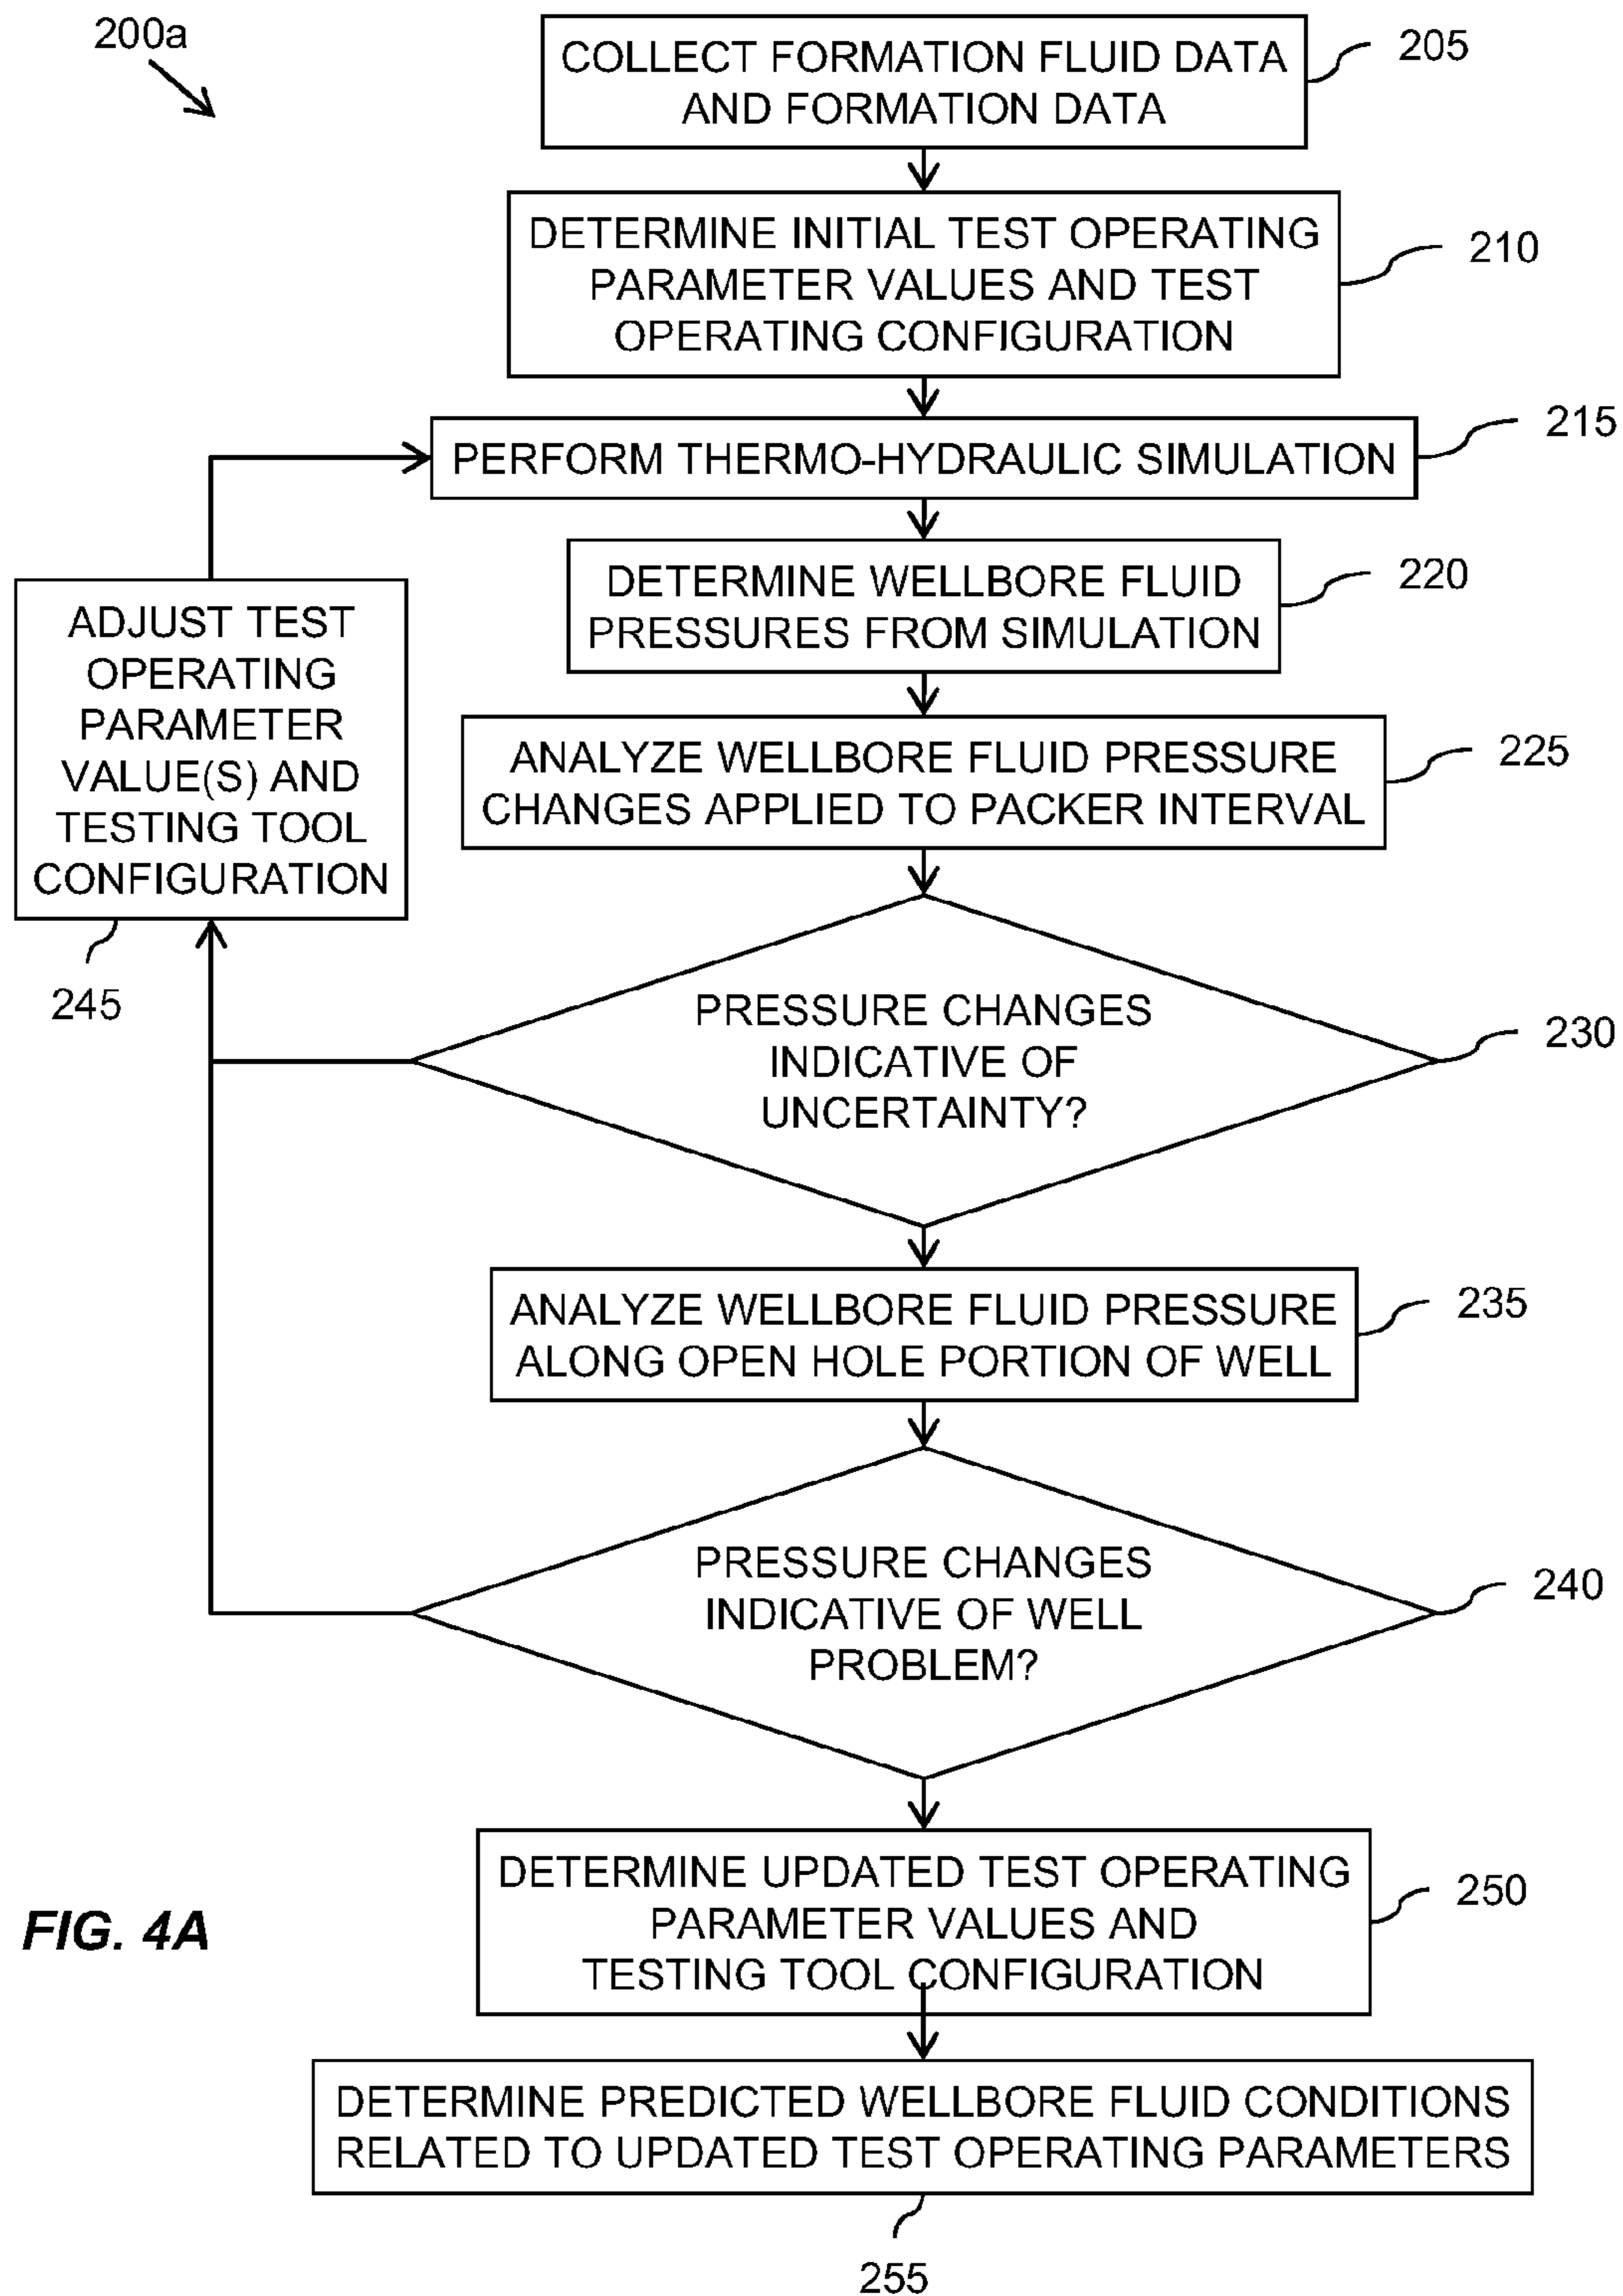 200a
COLLECT FORMATION FLUID DATA
AND FORMATION DATA
205
DETERMINE INITIAL TEST OPERATING
PARAMETER VALUES AND TEST
OPERATING CONFIGURATION
210
PERFORM THERMO-HYDRAULIC SIMULATION
215
DETERMINE WELLBORE FLUID
PRESSURES FROM SIMULATION
220
ADJUST TEST
OPERATING
PARAMETER
VALUE(S) AND
TESTING TOOL
CONFIGURATION
245
ANALYZE WELLBORE FLUID PRESSURE
CHANGES APPLIED TO PACKER INTERVAL
225
PRESSURE CHANGES
INDICATIVE OF
UNCERTAINTY?
230
ANALYZE WELLBORE FLUID PRESSURE
ALONG OPEN HOLE PORTION OF WELL
235
PRESSURE CHANGES
INDICATIVE OF WELL
PROBLEM?
240
DETERMINE UPDATED TEST OPERATING
PARAMETER VALUES AND
TESTING TOOL CONFIGURATION
250
FIG. 4A
DETERMINE PREDICTED WELLBORE FLUID CONDITIONS
RELATED TO UPDATED TEST OPERATING PARAMETERS
255